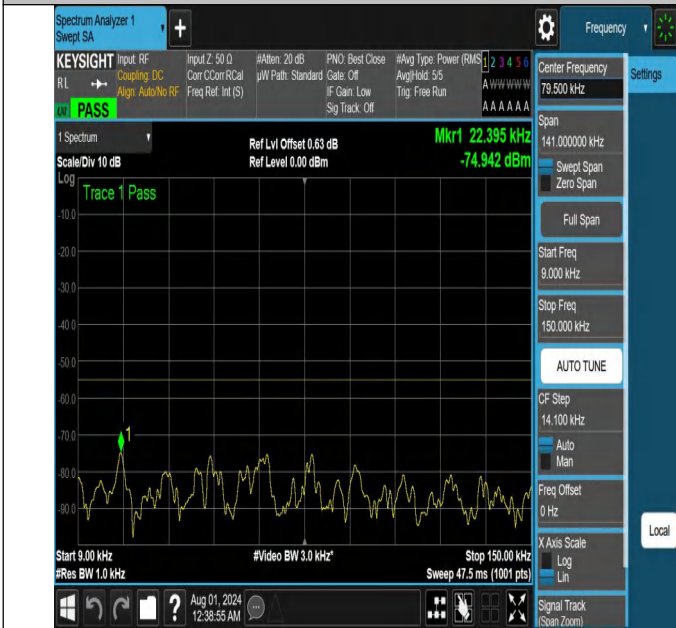 Spectrum Analyzer 1
Swept SA
+
Frequency
KEYSIGHT
RL
PASS
Input: RF
Coupling: DC
Align: Auto/No RF
Input Z: 50 Ω
Corr CCorr RCal
Freq Ref: Int (S)
#Atten: 20 dB
µW Path: Standard
PNO: Best Close
Gate: Off
IF Gain: Low
Sig Track: Off
#Avg Type: Power (RMS
Avg|Hold: 5/5
Trig: Free Run
1 2 3 4 5 6
A W W W W W
A A A A A A
1 Spectrum
Scale/Div 10 dB
Ref Lvl Offset 0.63 dB
Ref Level 0.00 dBm
Mkr1 22.395 kHz
-74.942 dBm
Log
Trace 1 Pass
-10.0
-20.0
-30.0
-40.0
-50.0
-60.0
-70.0
-80.0
-90.0
1
Start 9.00 kHz
#Res BW 1.0 kHz
#Video BW 3.0 kHz*
Stop 150.00 kHz
Sweep 47.5 ms (1001 pts)
Center Frequency
79.500 kHz
Span
141.000000 kHz
Swept Span
Zero Span
Full Span
Start Freq
9.000 kHz
Stop Freq
150.000 kHz
AUTO TUNE
CF Step
14.100 kHz
Auto
Man
Freq Offset
0 Hz
X Axis Scale
Log
Lin
Signal Track
(Span Zoom)
Settings
Local
?
Aug 01, 2024
12:38:55 AM